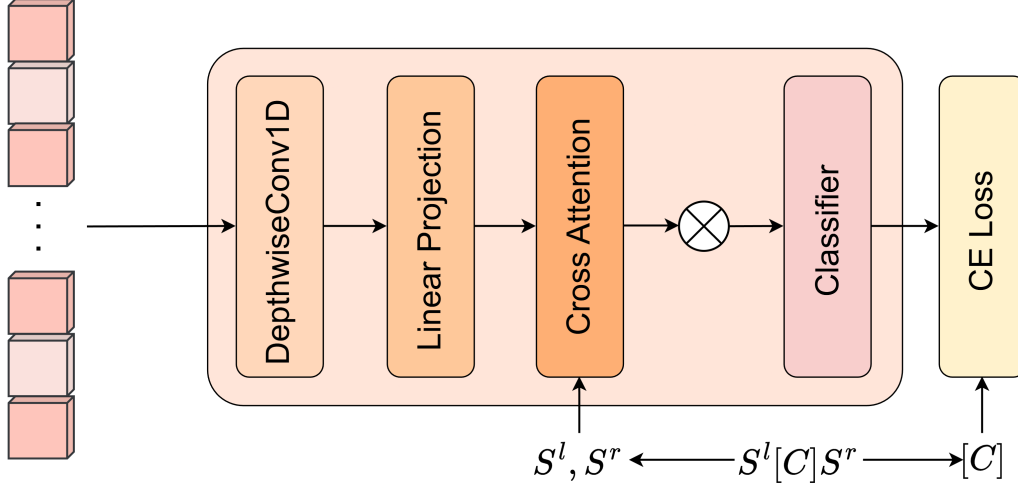 DepthwiseConv1D
Linear Projection
Cross Attention
Classifier
CE Loss
$S^l, S^r$
$S^l[C]S^r$
$[C]$